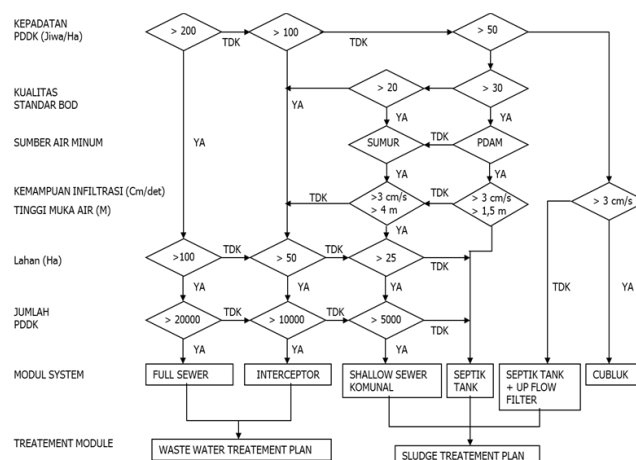 KEPADATAN
PDDK (Jiwa/Ha)
> 200
TDK
> 100
TDK
> 50
KUALITAS
STANDAR BOD
> 20
> 30
YA
YA
YA
YA
SUMBER AIR MINUM
SUMUR
TDK
PDAM
YA
YA
YA
KEMAMPUAN INFILTRASI (Cm/det)
TINGGI MUKA AIR (M)
TDK
>3 cm/s
> 4 m
TDK
> 3 cm/s
> 1,5 m
> 3 cm/s
YA
Lahan (Ha)
>100
TDK
> 50
TDK
> 25
TDK
YA
YA
YA
TDK
YA
JUMLAH
PDDK
> 20000
TDK
> 10000
TDK
> 5000
TDK
YA
YA
YA
MODUL SYSTEM
FULL SEWER
INTERCEPTOR
SHALLOW SEWER
KOMUNAL
SEPTIK
TANK
SEPTIK TANK
+ UP FLOW
FILTER
CUBLUK
TREATEMENT MODULE
WASTE WATER TREATEMENT PLAN
SLUDGE TREATEMENT PLAN